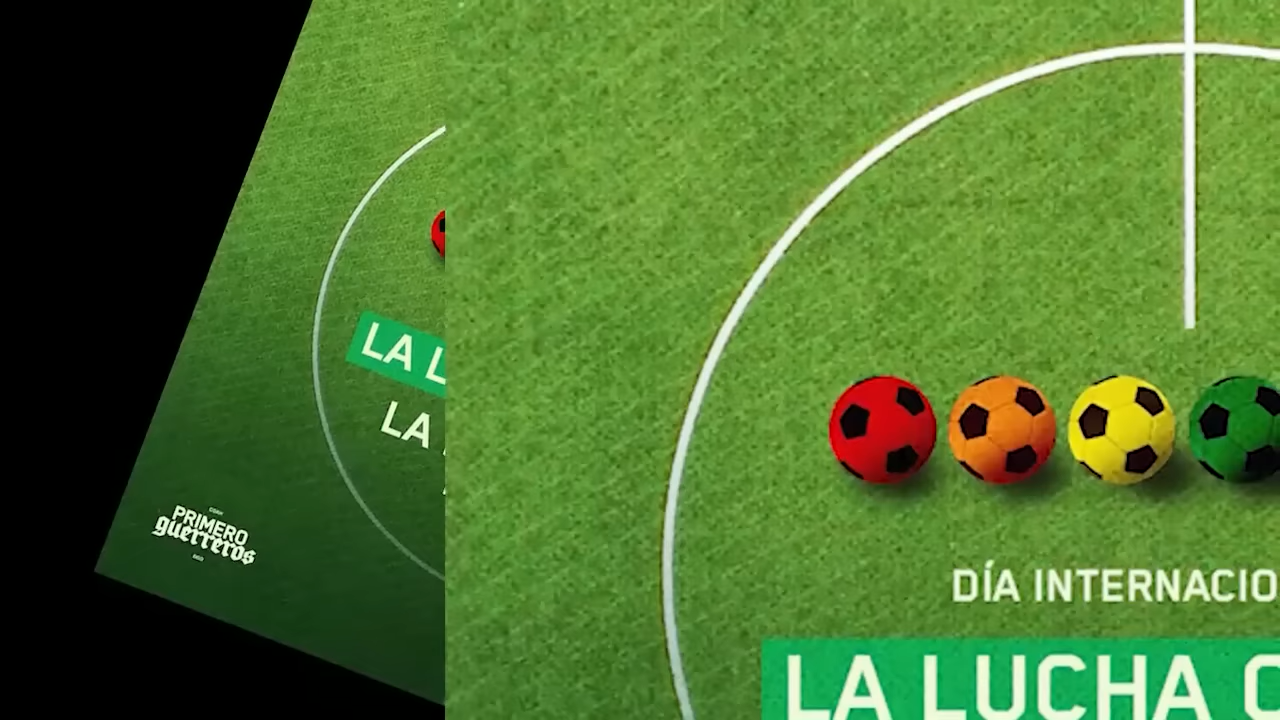 LA L
LA
PRIMERO
guerreros
DÍA INTERNACIO
LA LUCHA C